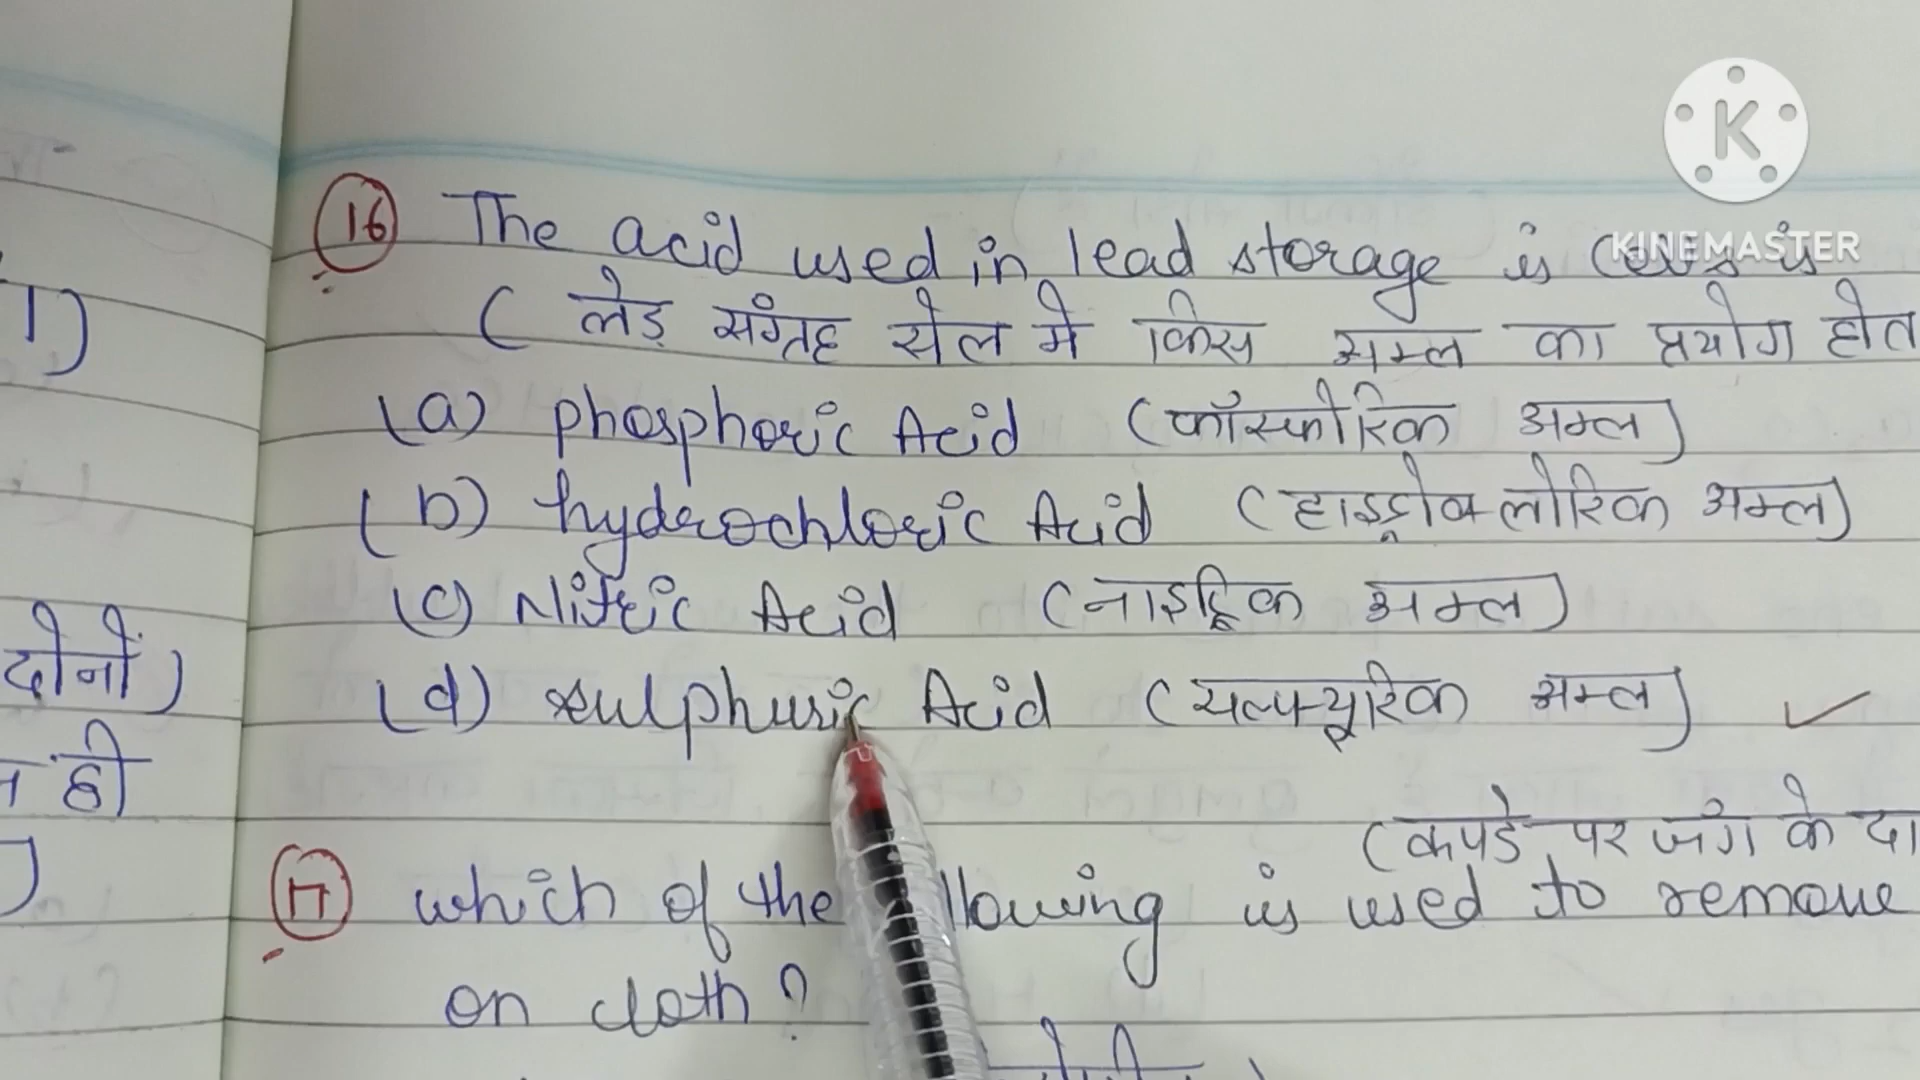 K
KINEMASTER
16 The acid used in lead storage is cells is
( लेड़ संग्रह सेल मे किस अम्ल का प्रयोग होत
(a) phosphoric Acid (फॉस्फोरिक अम्ल)
(b) hydrochloric Acid (हाइड्रोक्लोरिक अम्ल)
(c) Nitric Acid (नाइट्रिक अम्ल)
(d) sulphuric Acid (सल्फ्यूरिक अम्ल) ✓
(कपडे पर जंग के दा
17 which of the llowing is used to remove
on cloth ?
दोनों)
ही